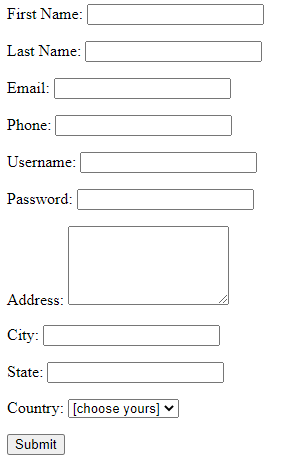 First Name:
Last Name:
Email:
Phone:
Username:
Password:
Address:
City:
State:
Country: [choose yours]
Submit